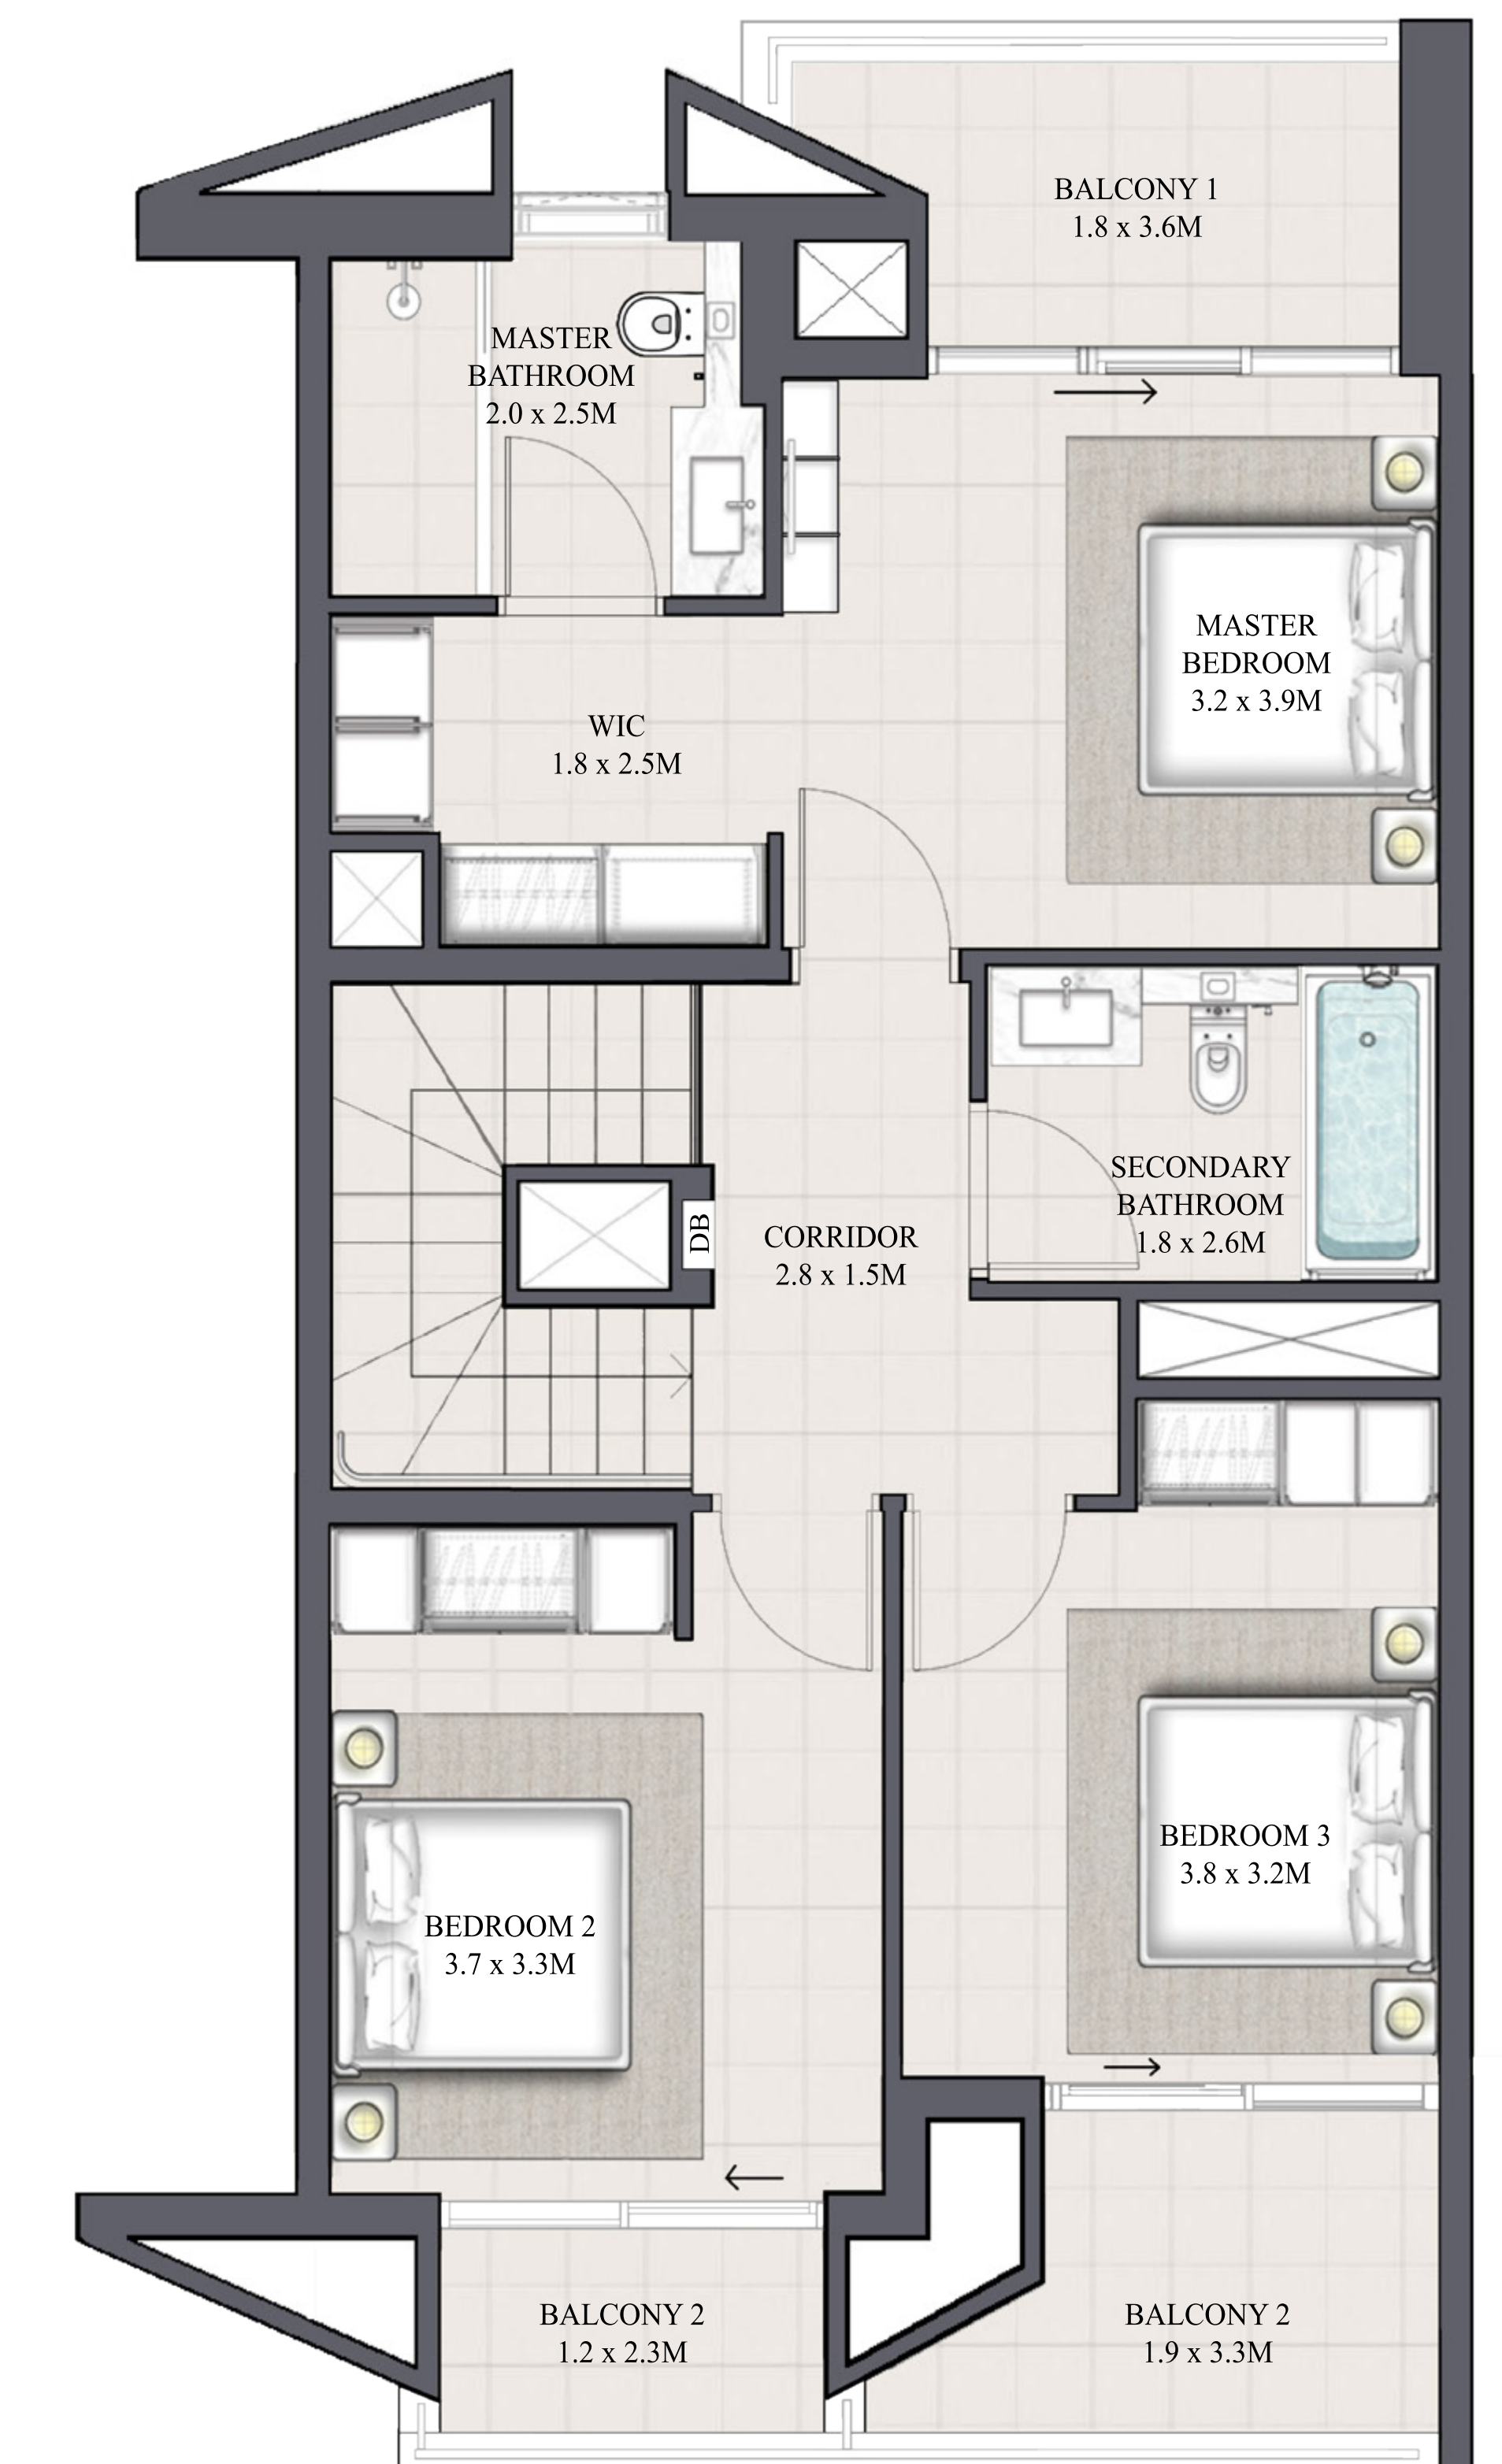 BALCONY 1
1.8 x 3.6M
MASTER
BATHROOM
2.0 x 2.5M
MASTER
BEDROOM
3.2 x 3.9M
WIC
1.8 x 2.5M
SECONDARY
BATHROOM
1.8 x 2.6M
DB
CORRIDOR
2.8 x 1.5M
BEDROOM 3
3.8 x 3.2M
BEDROOM 2
3.7 x 3.3M
BALCONY 2
1.2 x 2.3M
BALCONY 2
1.9 x 3.3M